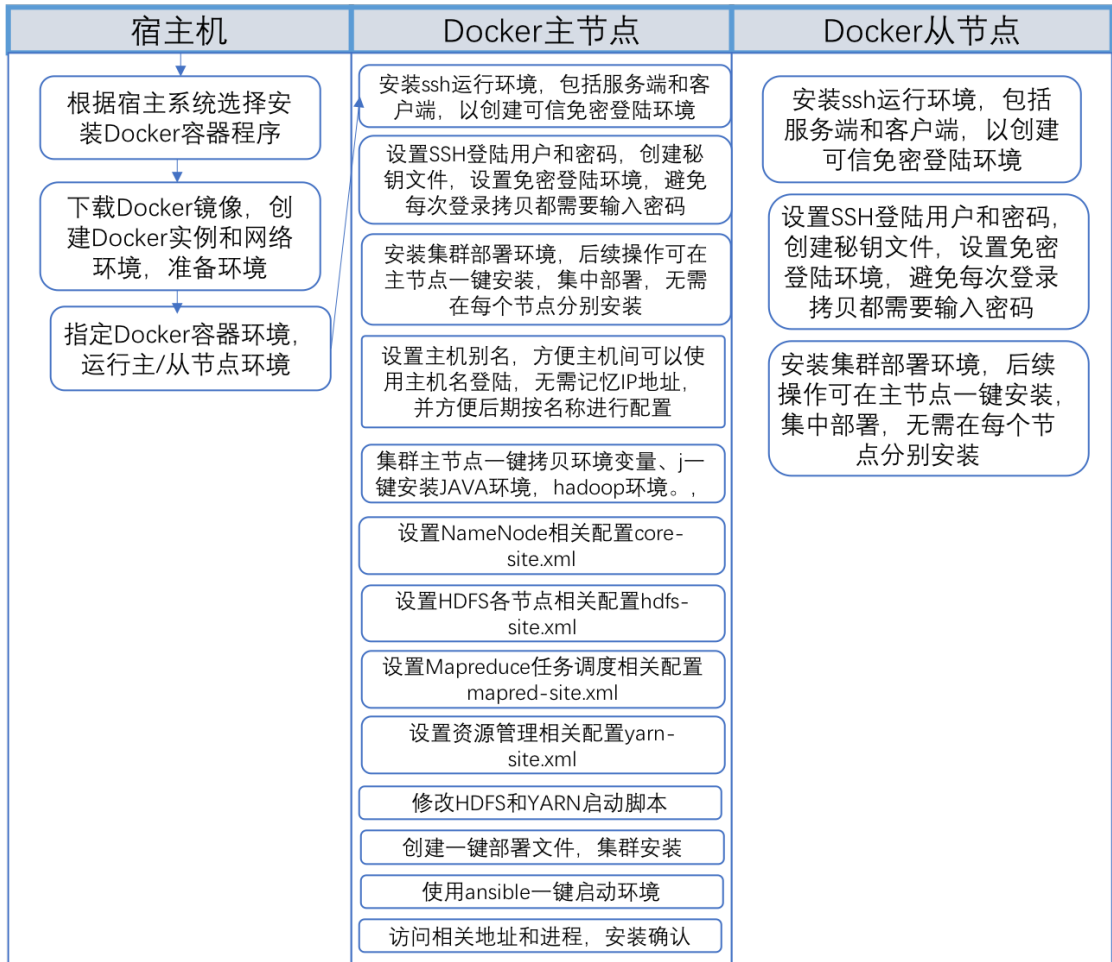 宿主机
Docker主节点
Docker从节点
根据宿主系统选择安
装Docker容器程序
下载Docker镜像，创
建Docker实例和网络
环境，准备环境
指定Docker容器环境，
运行主/从节点环境
安装ssh运行环境，包括服务端和客
户端，以创建可信免密登陆环境
设置SSH登陆用户和密码，创建秘
钥文件，设置免密登陆环境，避免
每次登录拷贝都需要输入密码
安装集群部署环境，后续操作可在
主节点一键安装，集中部署，无需
在每个节点分别安装
设置主机别名，方便主机间可以使
用主机名登陆，无需记忆IP地址，
并方便后期按名称进行配置
集群主节点一键拷贝环境变量、j一
键安装JAVA环境，hadoop环境。，
设置NameNode相关配置core-
site.xml
设置HDFS各节点相关配置hdfs-
site.xml
设置Mapreduce任务调度相关配置
mapred-site.xml
设置资源管理相关配置yarn-
site.xml
修改HDFS和YARN启动脚本
创建一键部署文件，集群安装
使用ansible一键启动环境
访问相关地址和进程，安装确认
安装ssh运行环境，包括
服务端和客户端，以创建
可信免密登陆环境
设置SSH登陆用户和密码，
创建秘钥文件，设置免密
登陆环境，避免每次登录
拷贝都需要输入密码
安装集群部署环境，后续
操作可在主节点一键安装，
集中部署，无需在每个节
点分别安装